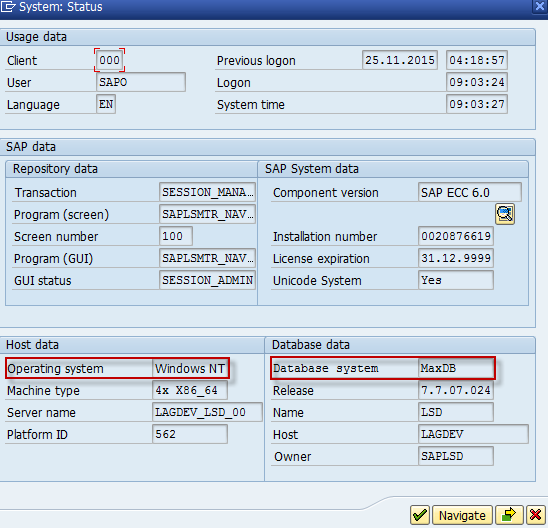 System: Status
Usage data
Client 000 Previous logon 25.11.2015 04:18:57
User SAPO Logon 09:03:24
Language EN System time 09:03:27
SAP data
Repository data SAP System data
Transaction SESSION_MANA… Component version SAP ECC 6.0
Program (screen) SAPLSMTR_NAV…
Screen number 100 Installation number 0020876619
Program (GUI) SAPLSMTR_NAV… License expiration 31.12.9999
GUI status SESSION_ADMIN Unicode System Yes
Host data Database data
Operating system Windows NT Database system MaxDB
Machine type 4x X86_64 Release 7.7.07.024
Server name LAGDEV_LSD_00 Name LSD
Platform ID 562 Host LAGDEV
Owner SAPLSD
Navigate